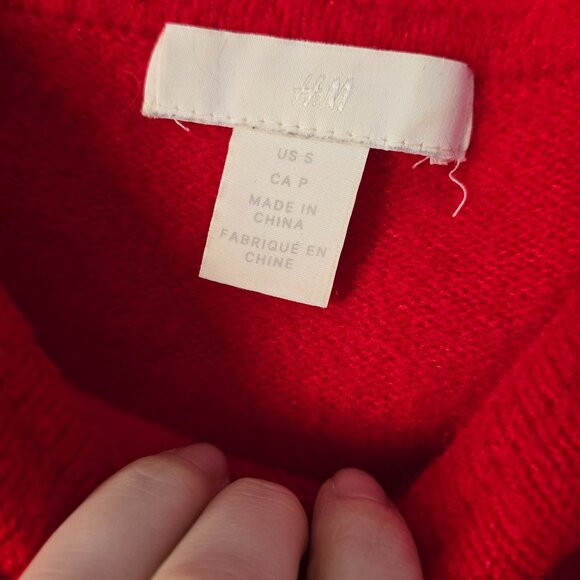 H&M
US S
CA P
MADE IN
CHINA
FABRIQUÉ EN
CHINE